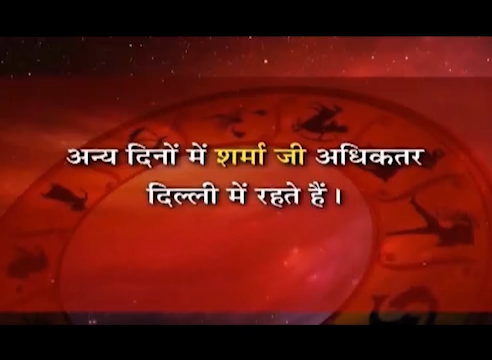 अन्य दिनों में शर्मा जी अधिकतर
दिल्ली में रहते हैं ।